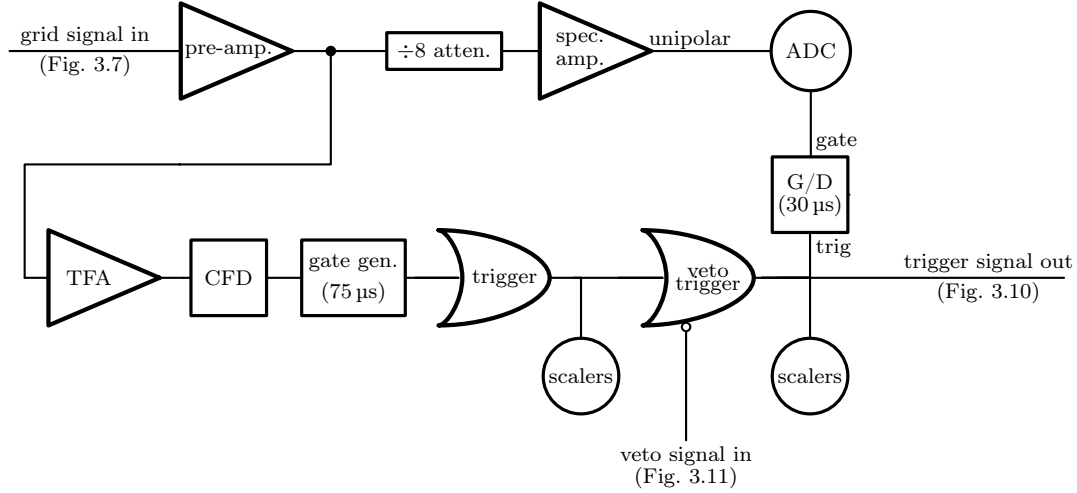 grid signal in
(Fig. 3.7)
pre-amp.
÷8 atten.
spec.
amp.
unipolar
ADC
gate
G/D
(30 µs)
trig
TFA
CFD
gate gen.
(75 µs)
trigger
veto
trigger
trigger signal out
(Fig. 3.10)
scalers
scalers
veto signal in
(Fig. 3.11)